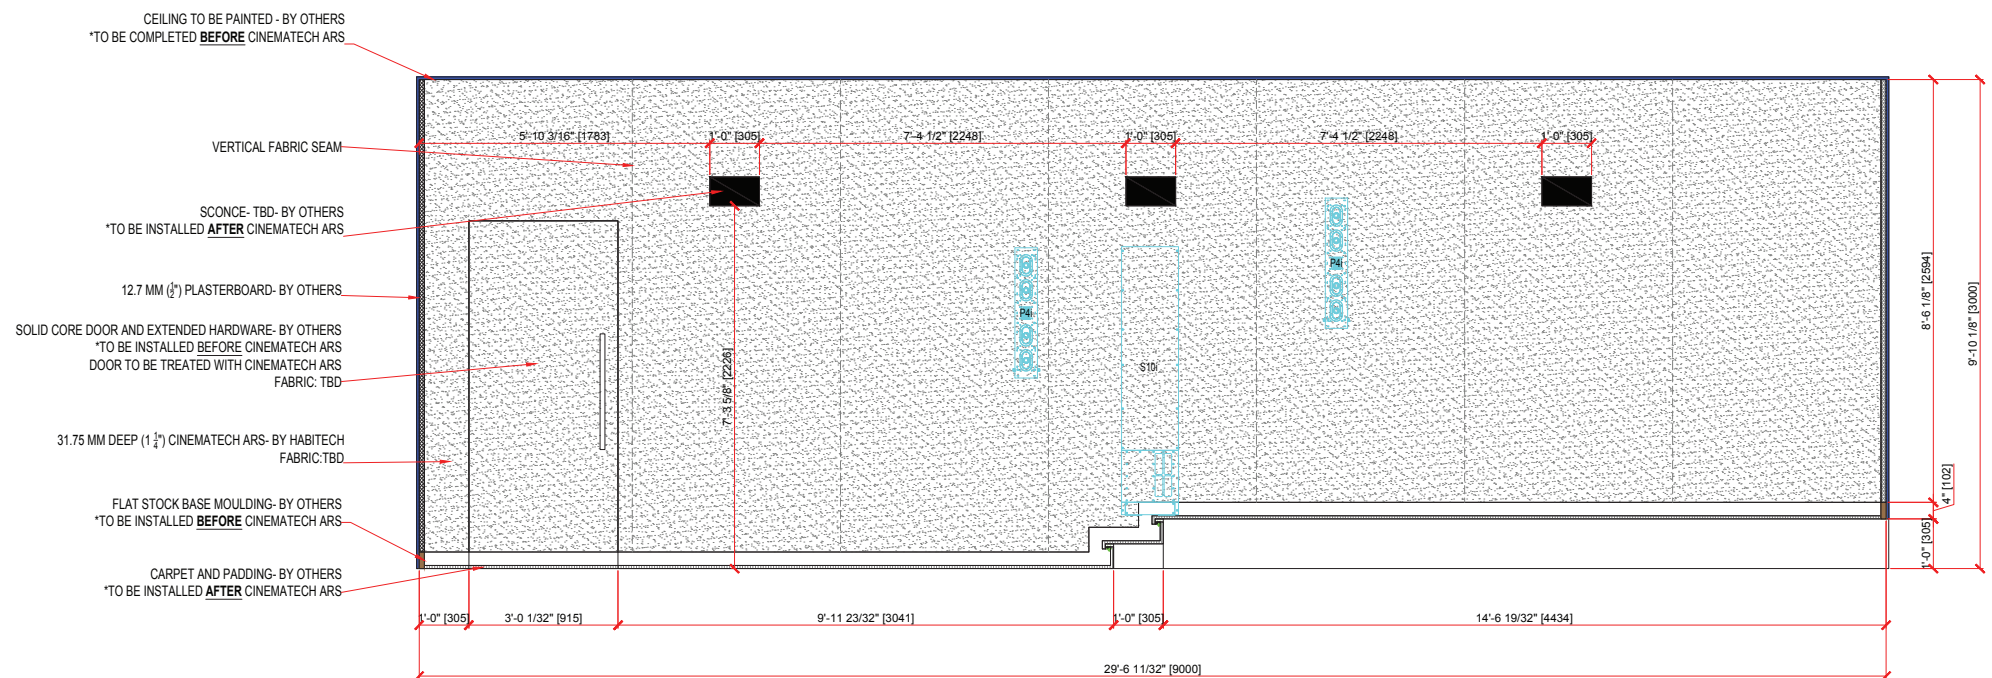 CEILING TO BE PAINTED - BY OTHERS
*TO BE COMPLETED BEFORE CINEMATECH ARS
VERTICAL FABRIC SEAM
SCONCE- TBD- BY OTHERS
*TO BE INSTALLED AFTER CINEMATECH ARS
12.7 MM (½") PLASTERBOARD- BY OTHERS
SOLID CORE DOOR AND EXTENDED HARDWARE- BY OTHERS
*TO BE INSTALLED BEFORE CINEMATECH ARS
DOOR TO BE TREATED WITH CINEMATECH ARS
FABRIC: TBD
31.75 MM DEEP (1 ¼") CINEMATECH ARS- BY HABITECH
FABRIC:TBD
FLAT STOCK BASE MOULDING- BY OTHERS
*TO BE INSTALLED BEFORE CINEMATECH ARS
CARPET AND PADDING- BY OTHERS
*TO BE INSTALLED AFTER CINEMATECH ARS
5'-10 3/16" [1783]
1'-0" [305]
7'-4 1/2" [2248]
1'-0" [305]
7'-4 1/2" [2248]
1'-0" [305]
7'-3 5/8" [2226]
P4i
S10i
P4i
8'-6 1/8" [2594]
9'-10 1/8" [3000]
4" [102]
1'-0" [305]
1'-0" [305]
3'-0 1/32" [915]
9'-11 23/32" [3041]
1'-0" [305]
14'-6 19/32" [4434]
29'-6 11/32" [9000]